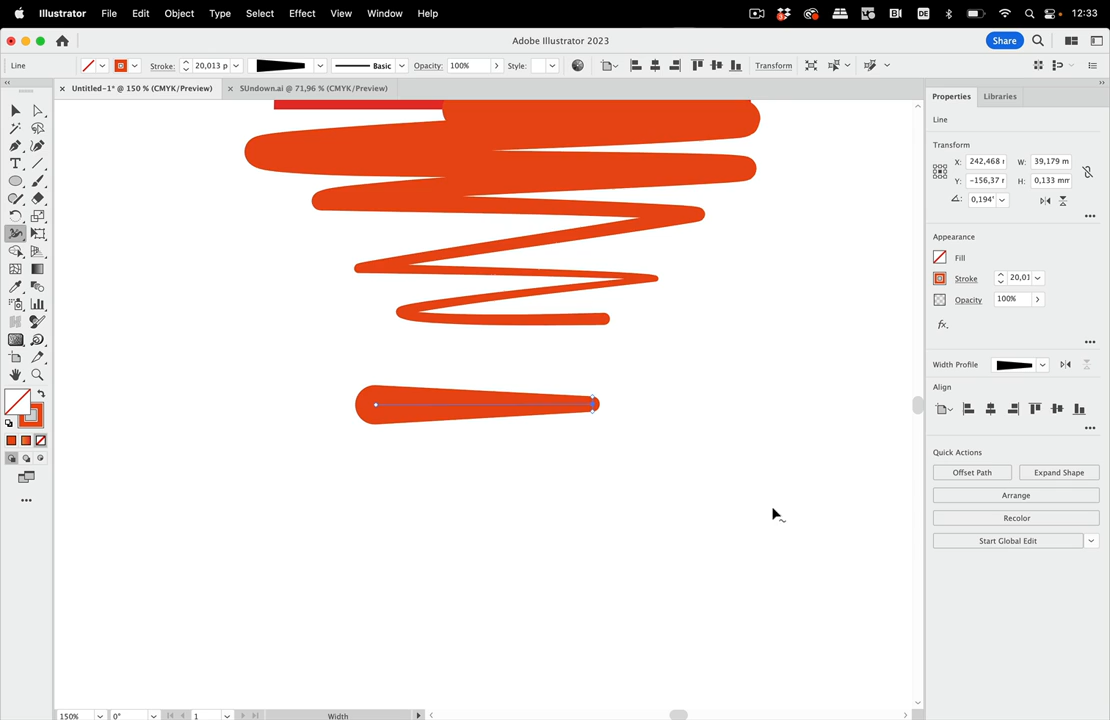 Illustrator File Edit Object Type Select Effect View Window Help 3 DE 12:33
Adobe Illustrator 2023 Share
Line Stroke: 20,013 p Basic Opacity: 100% Style: Transform
Untitled-1* @ 150 % (CMYK/Preview) SUndown.ai @ 71,96 % (CMYK/Preview)
Properties Libraries
Line
Transform
X: 242,468 W: 39,179 m
Y: -156,37 H: 0,133 mm
0,194°
Appearance
Fill
Stroke 20,01
Opacity 100%
fx.
Width Profile
Align
Quick Actions
Offset Path Expand Shape
Arrange
Recolor
Start Global Edit
150% 0° 1 Width